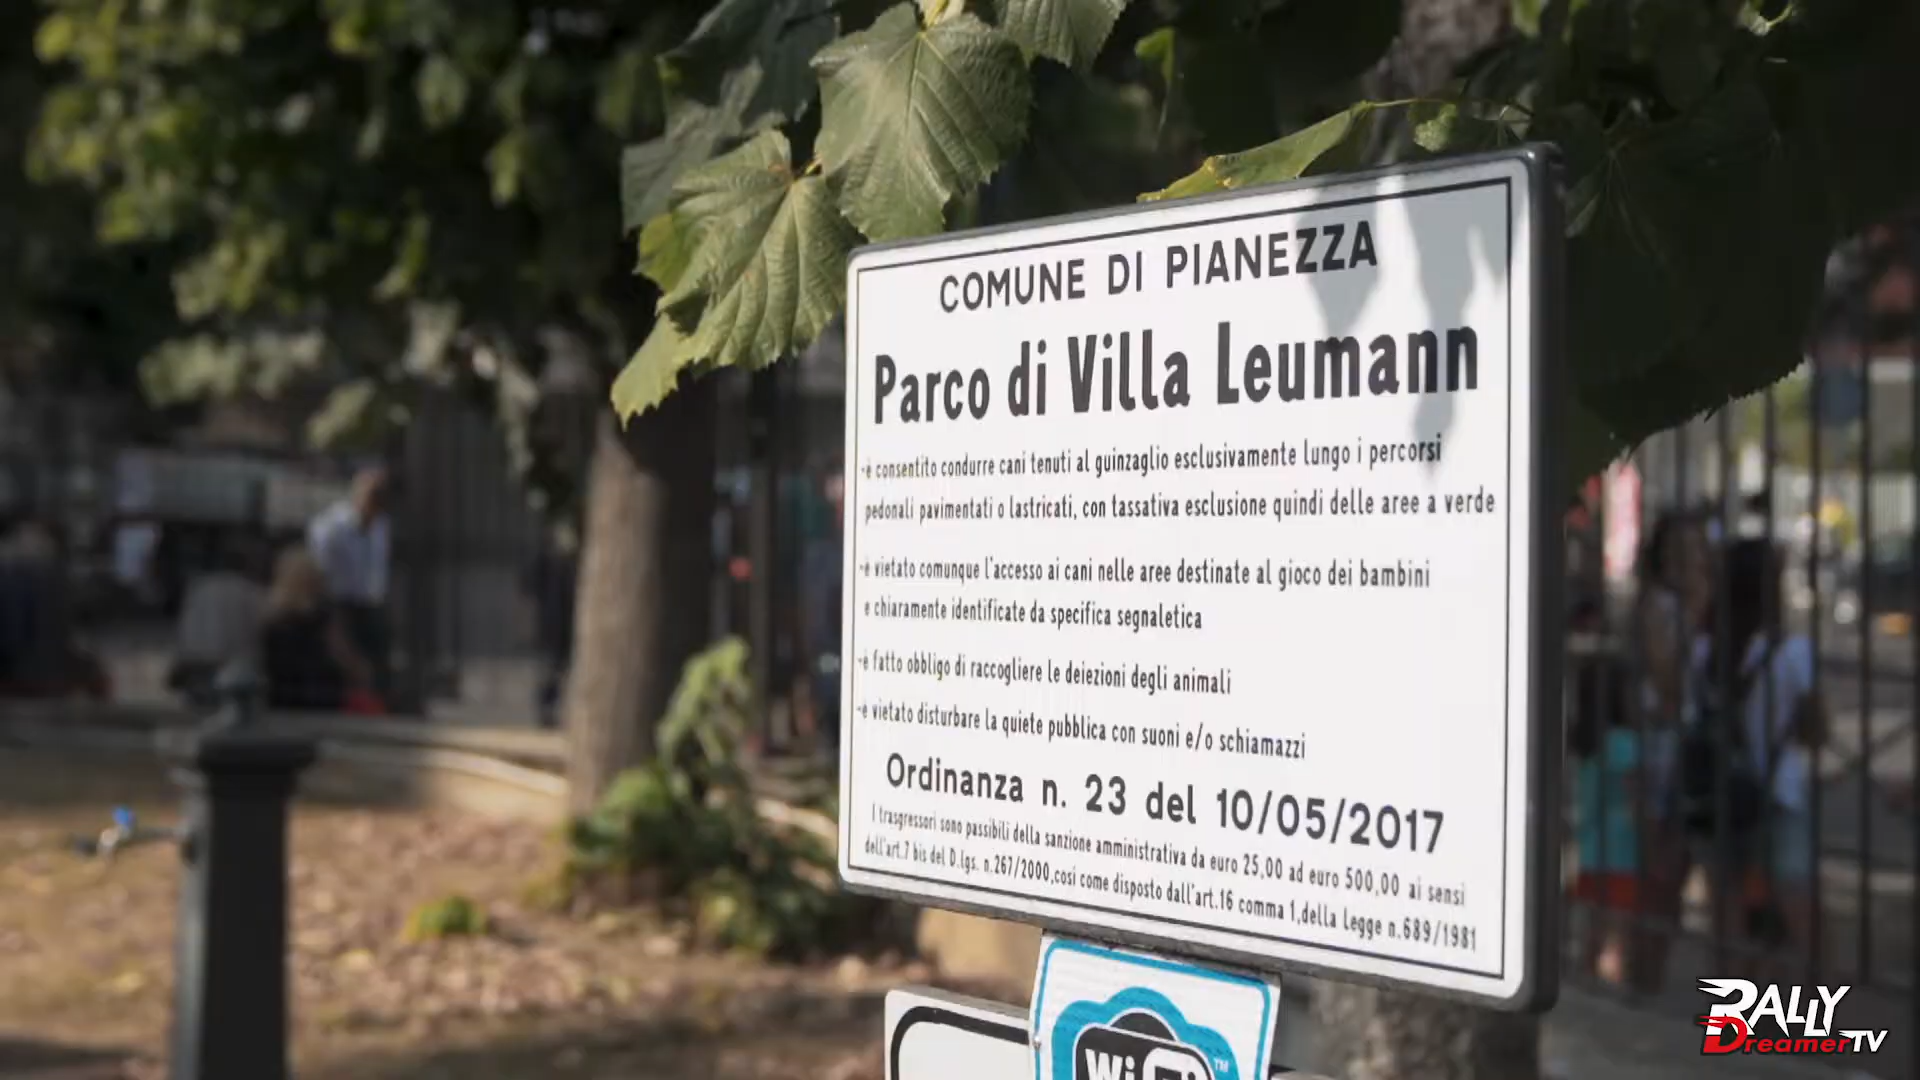 COMUNE DI PIANEZZA
Parco di Villa Leumann
-è consentito condurre cani tenuti al guinzaglio esclusivamente lungo i percorsi
pedonali pavimentati o lastricati, con tassativa esclusione quindi delle aree a verde
-è vietato comunque l'accesso ai cani nelle aree destinate al gioco dei bambini
e chiaramente identificate da specifica segnaletica
-è fatto obbligo di raccogliere le deiezioni degli animali
-è vietato disturbare la quiete pubblica con suoni e/o schiamazzi
Ordinanza n. 23 del 10/05/2017
I trasgressori sono passibili della sanzione amministrativa da euro 25,00 ad euro 500,00 ai sensi
dell'art.7 bis del D.lgs. n.267/2000,così come disposto dall'art.16 comma 1,della legge n.689/1981
Wi Fi TM
RALLY
DreamerTV